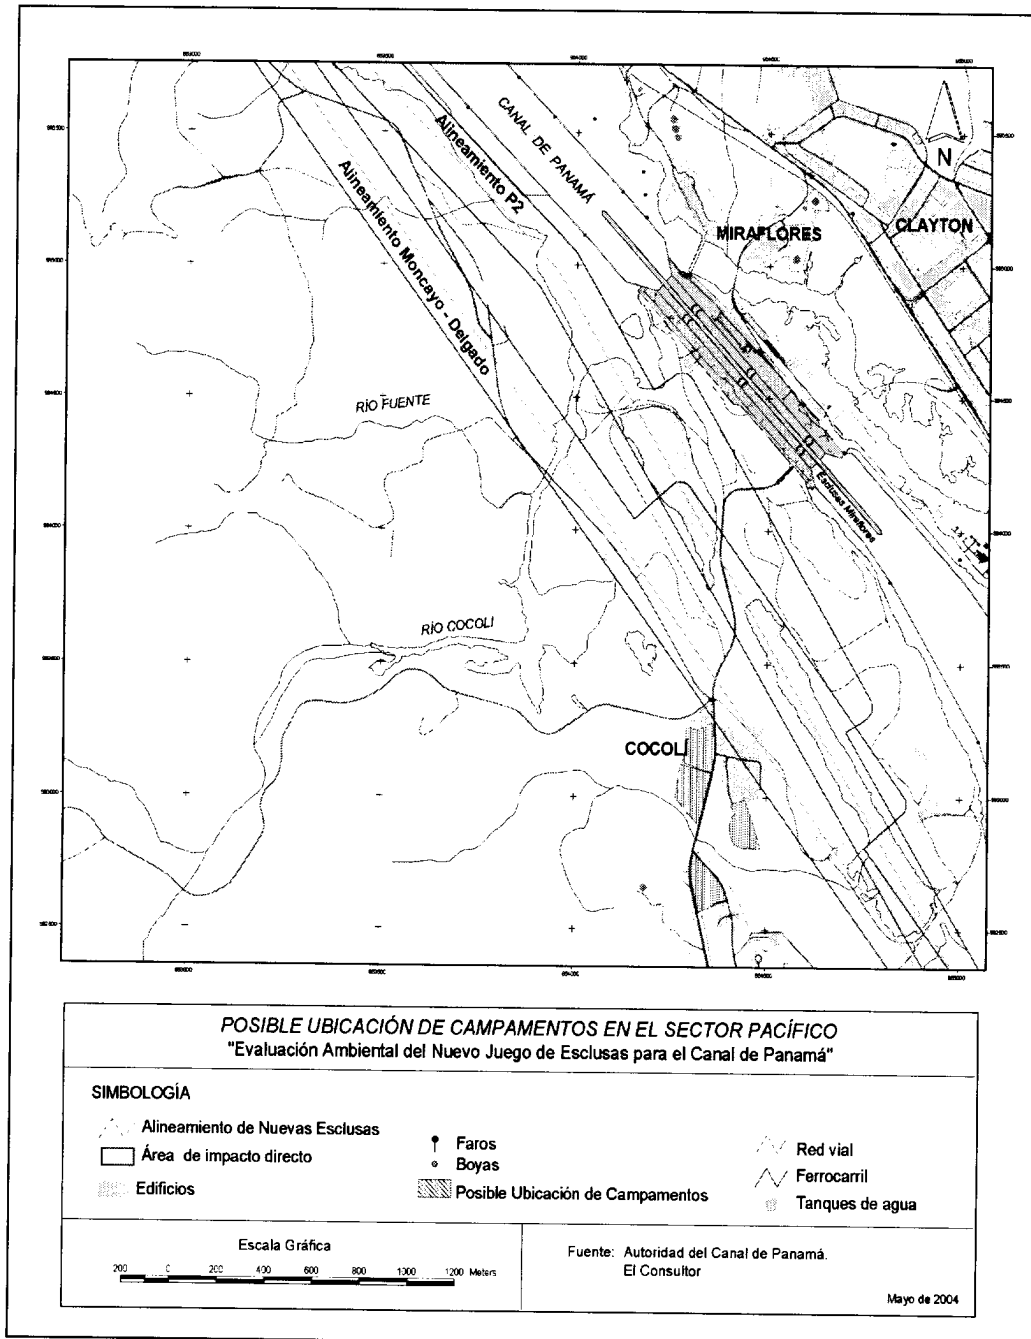 Alineamiento P2
CANAL DE PANAMÁ
N
Alineamiento Moncayo - Delgado
MIRAFLORES
CLAYTON
RÍO FUENTE
Esclusas Miraflores
RÍO COCOLI
COCOLÍ
POSIBLE UBICACIÓN DE CAMPAMENTOS EN EL SECTOR PACÍFICO
"Evaluación Ambiental del Nuevo Juego de Esclusas para el Canal de Panamá"
SIMBOLOGÍA
Alineamiento de Nuevas Esclusas
Área de impacto directo
Edificios
Faros
Boyas
Posible Ubicación de Campamentos
Red vial
Ferrocarril
Tanques de agua
Escala Gráfica
200 0 200 400 600 800 1000 1200 Meters
Fuente: Autoridad del Canal de Panamá.
El Consultor
Mayo de 2004